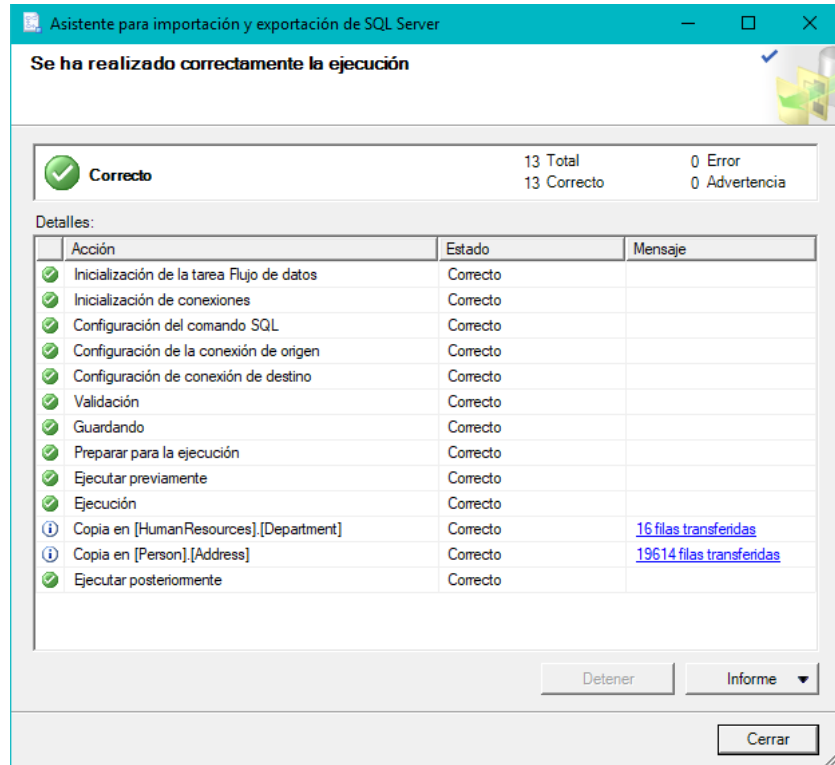 Asistente para importación y exportación de SQL Server
Se ha realizado correctamente la ejecución
Correcto
13 Total
0 Error
13 Correcto
0 Advertencia
Detalles:
Acción Estado Mensaje
Inicialización de la tarea Flujo de datos Correcto
Inicialización de conexiones Correcto
Configuración del comando SQL Correcto
Configuración de la conexión de origen Correcto
Configuración de conexión de destino Correcto
Validación Correcto
Guardando Correcto
Preparar para la ejecución Correcto
Ejecutar previamente Correcto
Ejecución Correcto
Copia en [HumanResources].[Department] Correcto 16 filas transferidas
Copia en [Person].[Address] Correcto 19614 filas transferidas
Ejecutar posteriormente Correcto
Detener
Informe
Cerrar